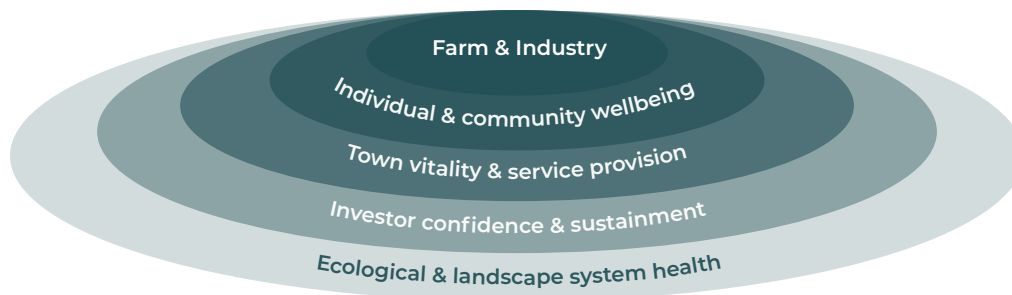 Farm & Industry
Individual & community wellbeing
Town vitality & service provision
Investor confidence & sustainment
Ecological & landscape system health